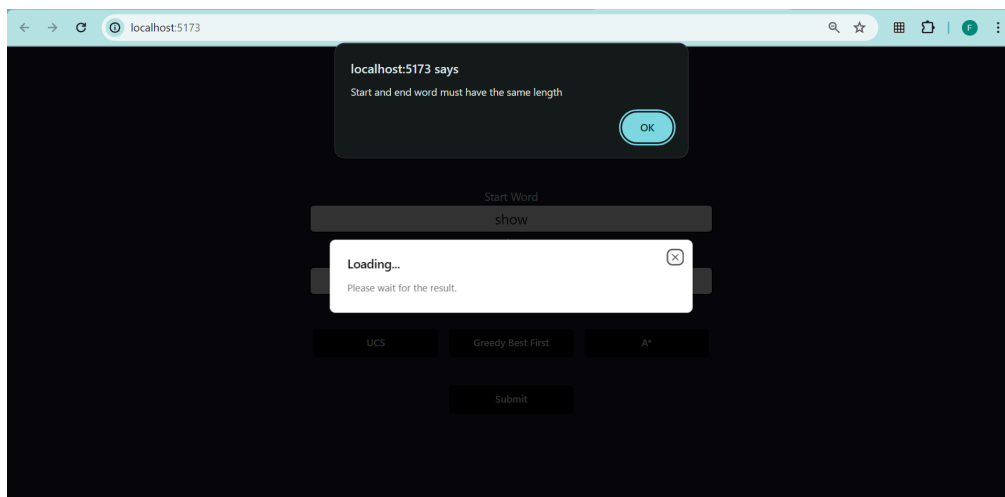 localhost:5173
F
localhost:5173 says
Start and end word must have the same length
OK
Start Word
show
Loading...
Please wait for the result.
UCS
Greedy Best First
A*
Submit